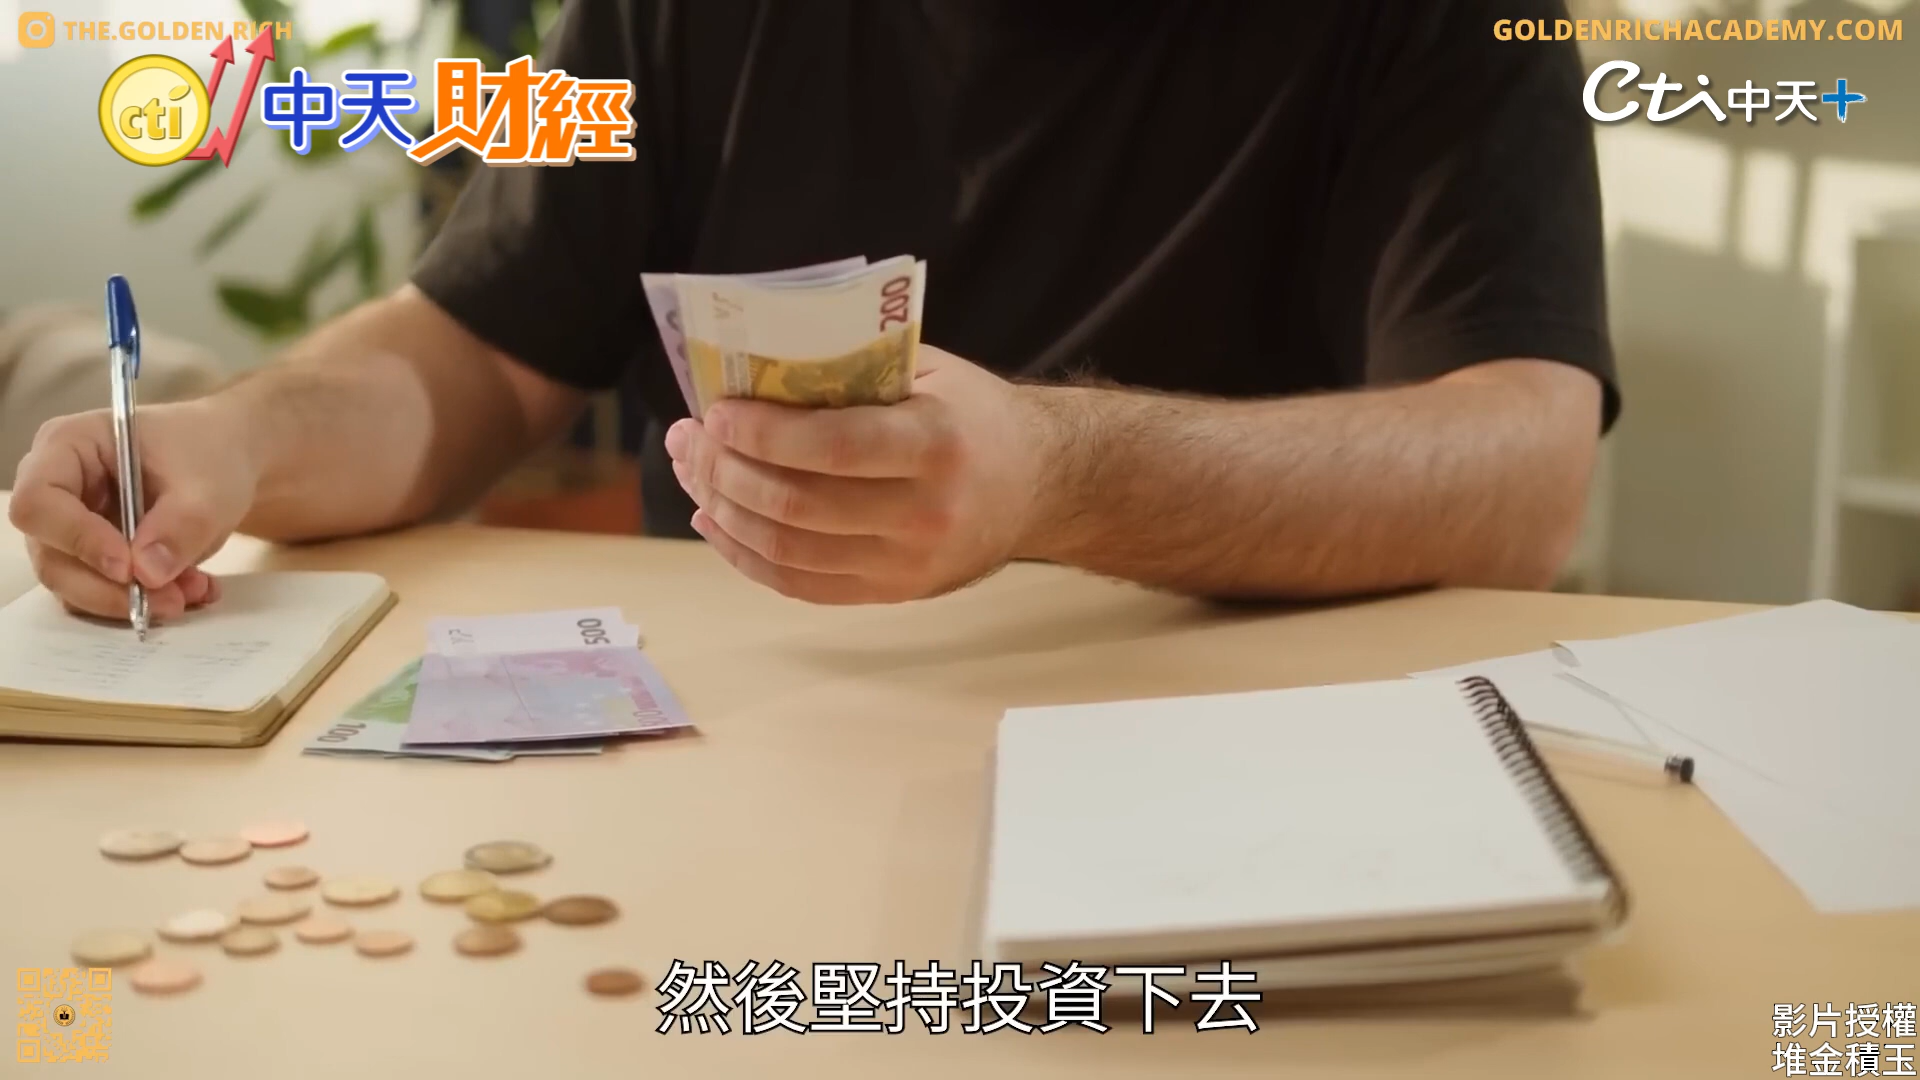 THE.GOLDEN RICH
GOLDENRICHACADEMY.COM
cti 中天財經
Cti中天+
200
500
100
然後堅持投資下去
影片授權
堆金積玉